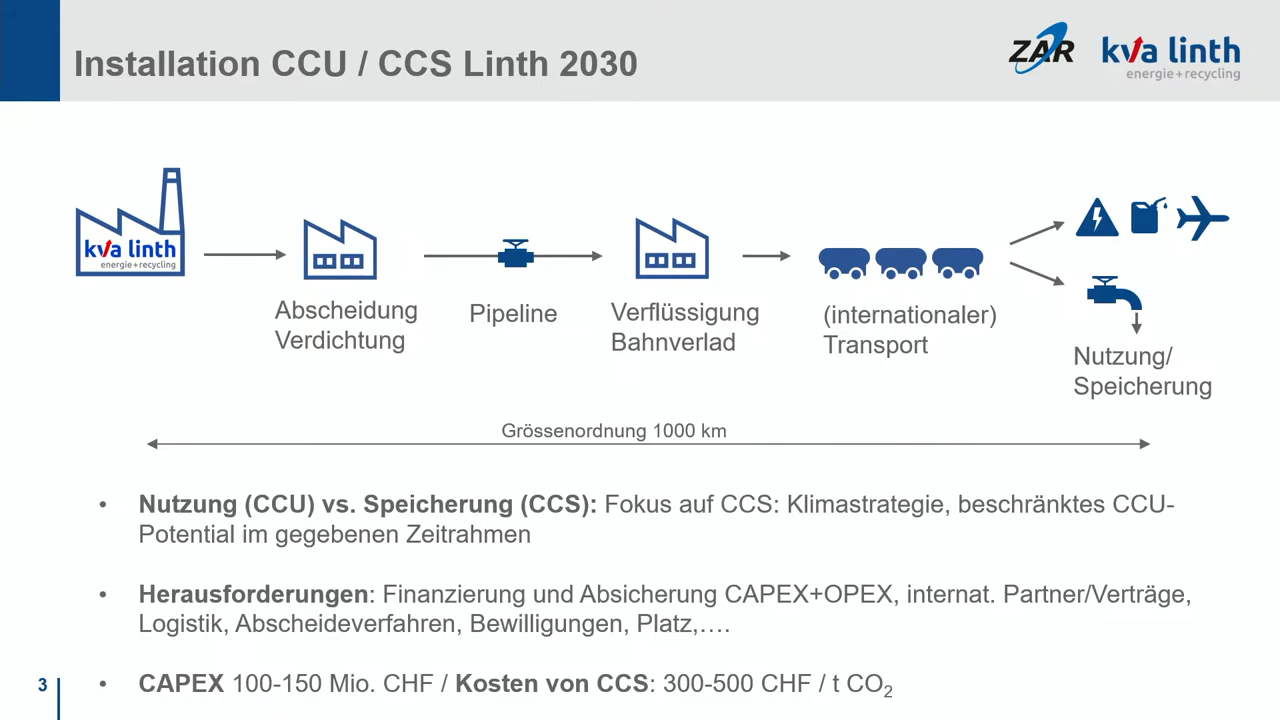 Installation CCU / CCS Linth 2030
ZAR
kva linth
energie+recycling
kva linth
energie+recycling
Abscheidung
Verdichtung
Pipeline
Verflüssigung
Bahnverlad
(internationaler)
Transport
Nutzung/
Speicherung
Grössenordnung 1000 km
• Nutzung (CCU) vs. Speicherung (CCS): Fokus auf CCS: Klimastrategie, beschränktes CCU-
Potential im gegebenen Zeitrahmen
• Herausforderungen: Finanzierung und Absicherung CAPEX+OPEX, internat. Partner/Verträge,
Logistik, Abscheideverfahren, Bewilligungen, Platz,….
• CAPEX 100-150 Mio. CHF / Kosten von CCS: 300-500 CHF / t CO₂
3